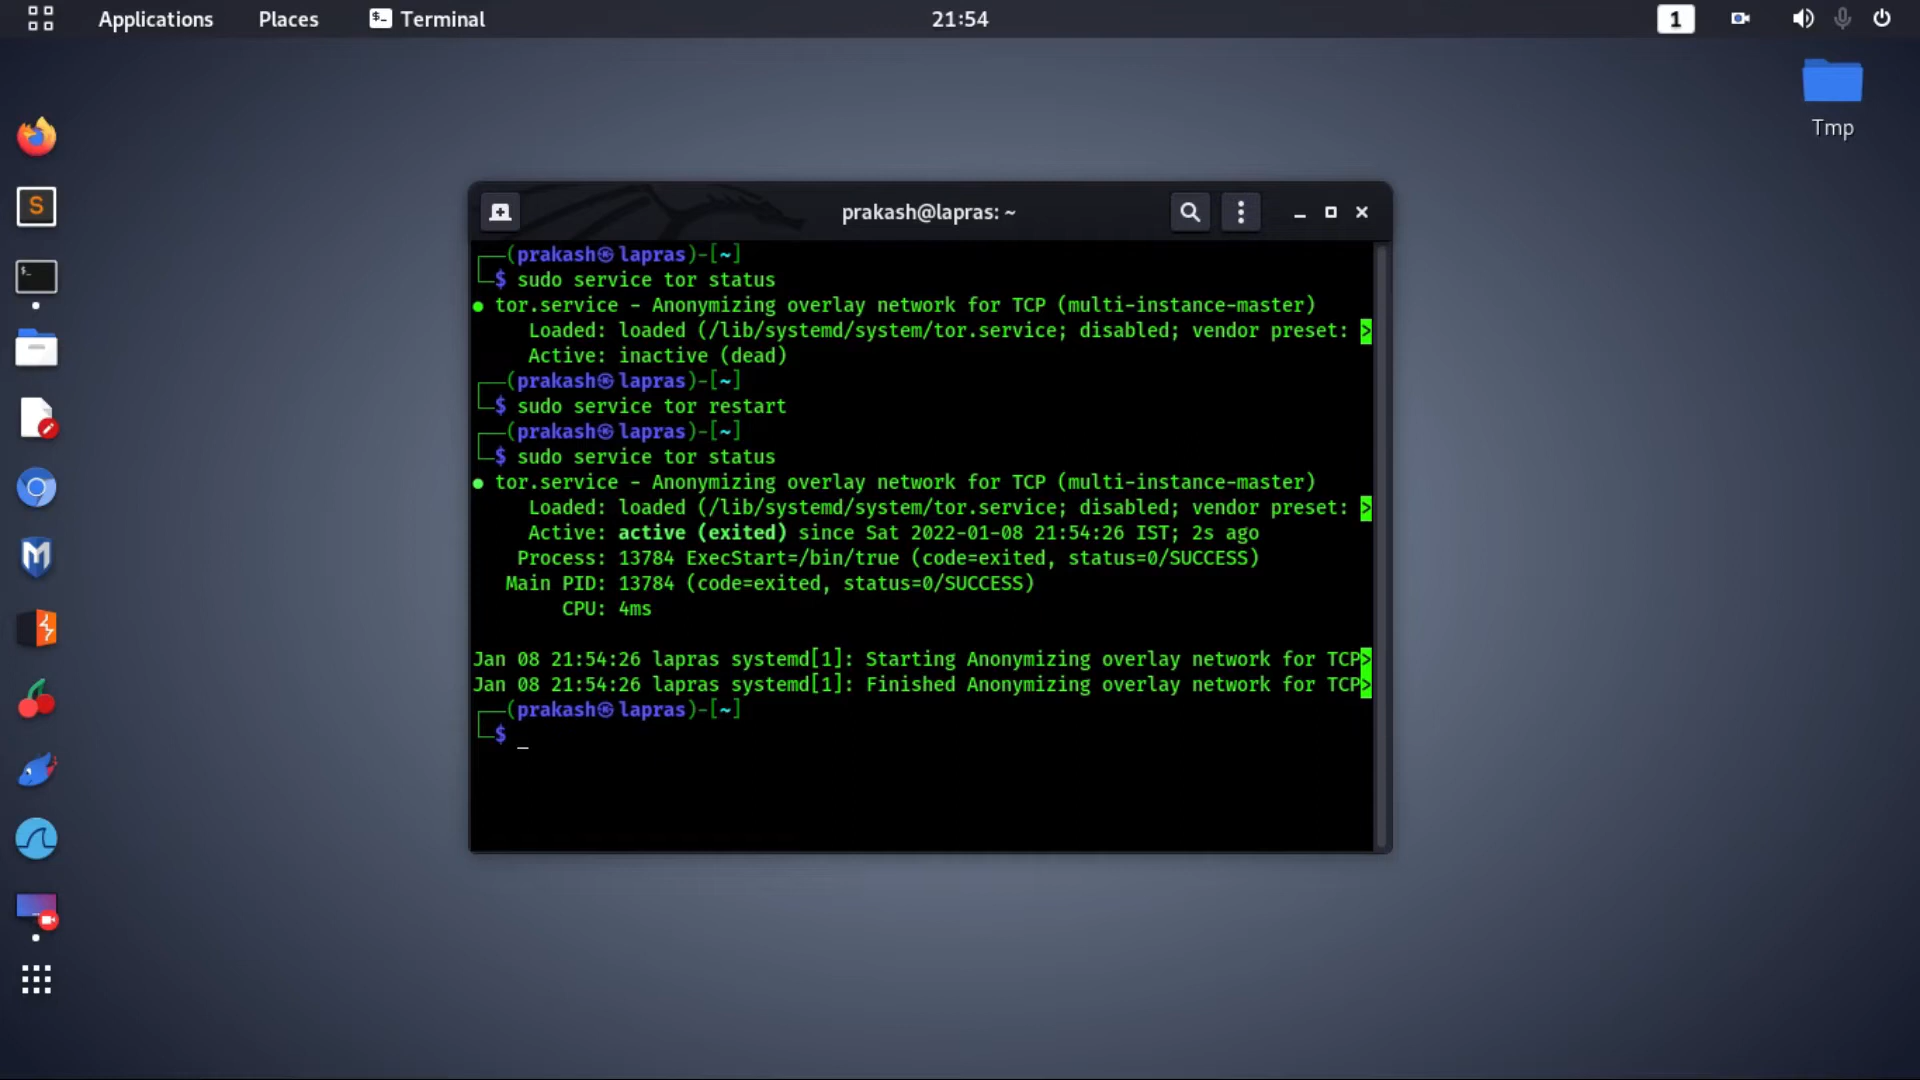 Applications Places Terminal 21:54 1
Tmp
prakash@lapras: ~
┌──(prakash㉿lapras)-[~]
└─$ sudo service tor status
● tor.service - Anonymizing overlay network for TCP (multi-instance-master)
Loaded: loaded (/lib/systemd/system/tor.service; disabled; vendor preset: >
Active: inactive (dead)
┌──(prakash㉿lapras)-[~]
└─$ sudo service tor restart
┌──(prakash㉿lapras)-[~]
└─$ sudo service tor status
● tor.service - Anonymizing overlay network for TCP (multi-instance-master)
Loaded: loaded (/lib/systemd/system/tor.service; disabled; vendor preset: >
Active: active (exited) since Sat 2022-01-08 21:54:26 IST; 2s ago
Process: 13784 ExecStart=/bin/true (code=exited, status=0/SUCCESS)
Main PID: 13784 (code=exited, status=0/SUCCESS)
CPU: 4ms
Jan 08 21:54:26 lapras systemd[1]: Starting Anonymizing overlay network for TCP>
Jan 08 21:54:26 lapras systemd[1]: Finished Anonymizing overlay network for TCP>
┌──(prakash㉿lapras)-[~]
└─$ _